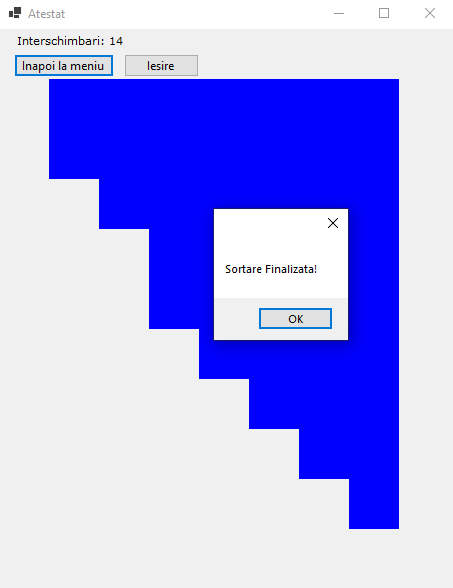 Atestat
Interschimbari: 14
Inapoi la meniu
Iesire
Sortare Finalizata!
OK